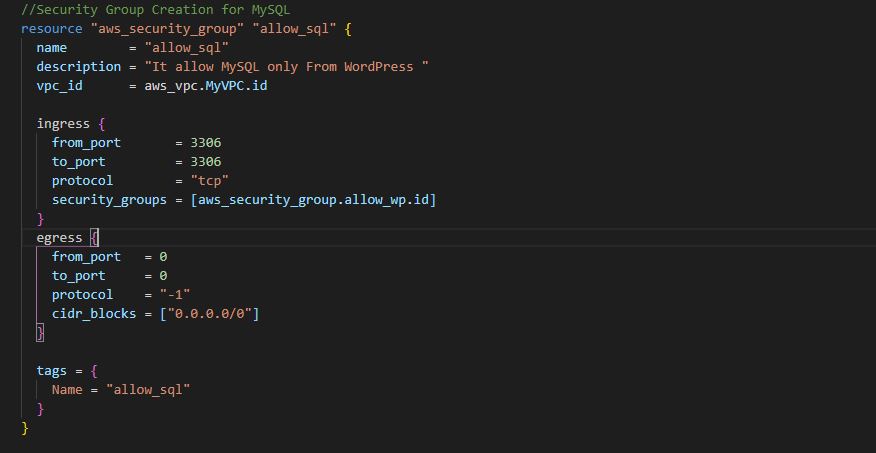 //Security Group Creation for MySQL
resource "aws_security_group" "allow_sql" {
  name        = "allow_sql"
  description = "It allow MySQL only From WordPress "
  vpc_id      = aws_vpc.MyVPC.id

  ingress {
    from_port       = 3306
    to_port         = 3306
    protocol        = "tcp"
    security_groups = [aws_security_group.allow_wp.id]
  }
  egress {
    from_port   = 0
    to_port     = 0
    protocol    = "-1"
    cidr_blocks = ["0.0.0.0/0"]
  }

  tags = {
    Name = "allow_sql"
  }
}